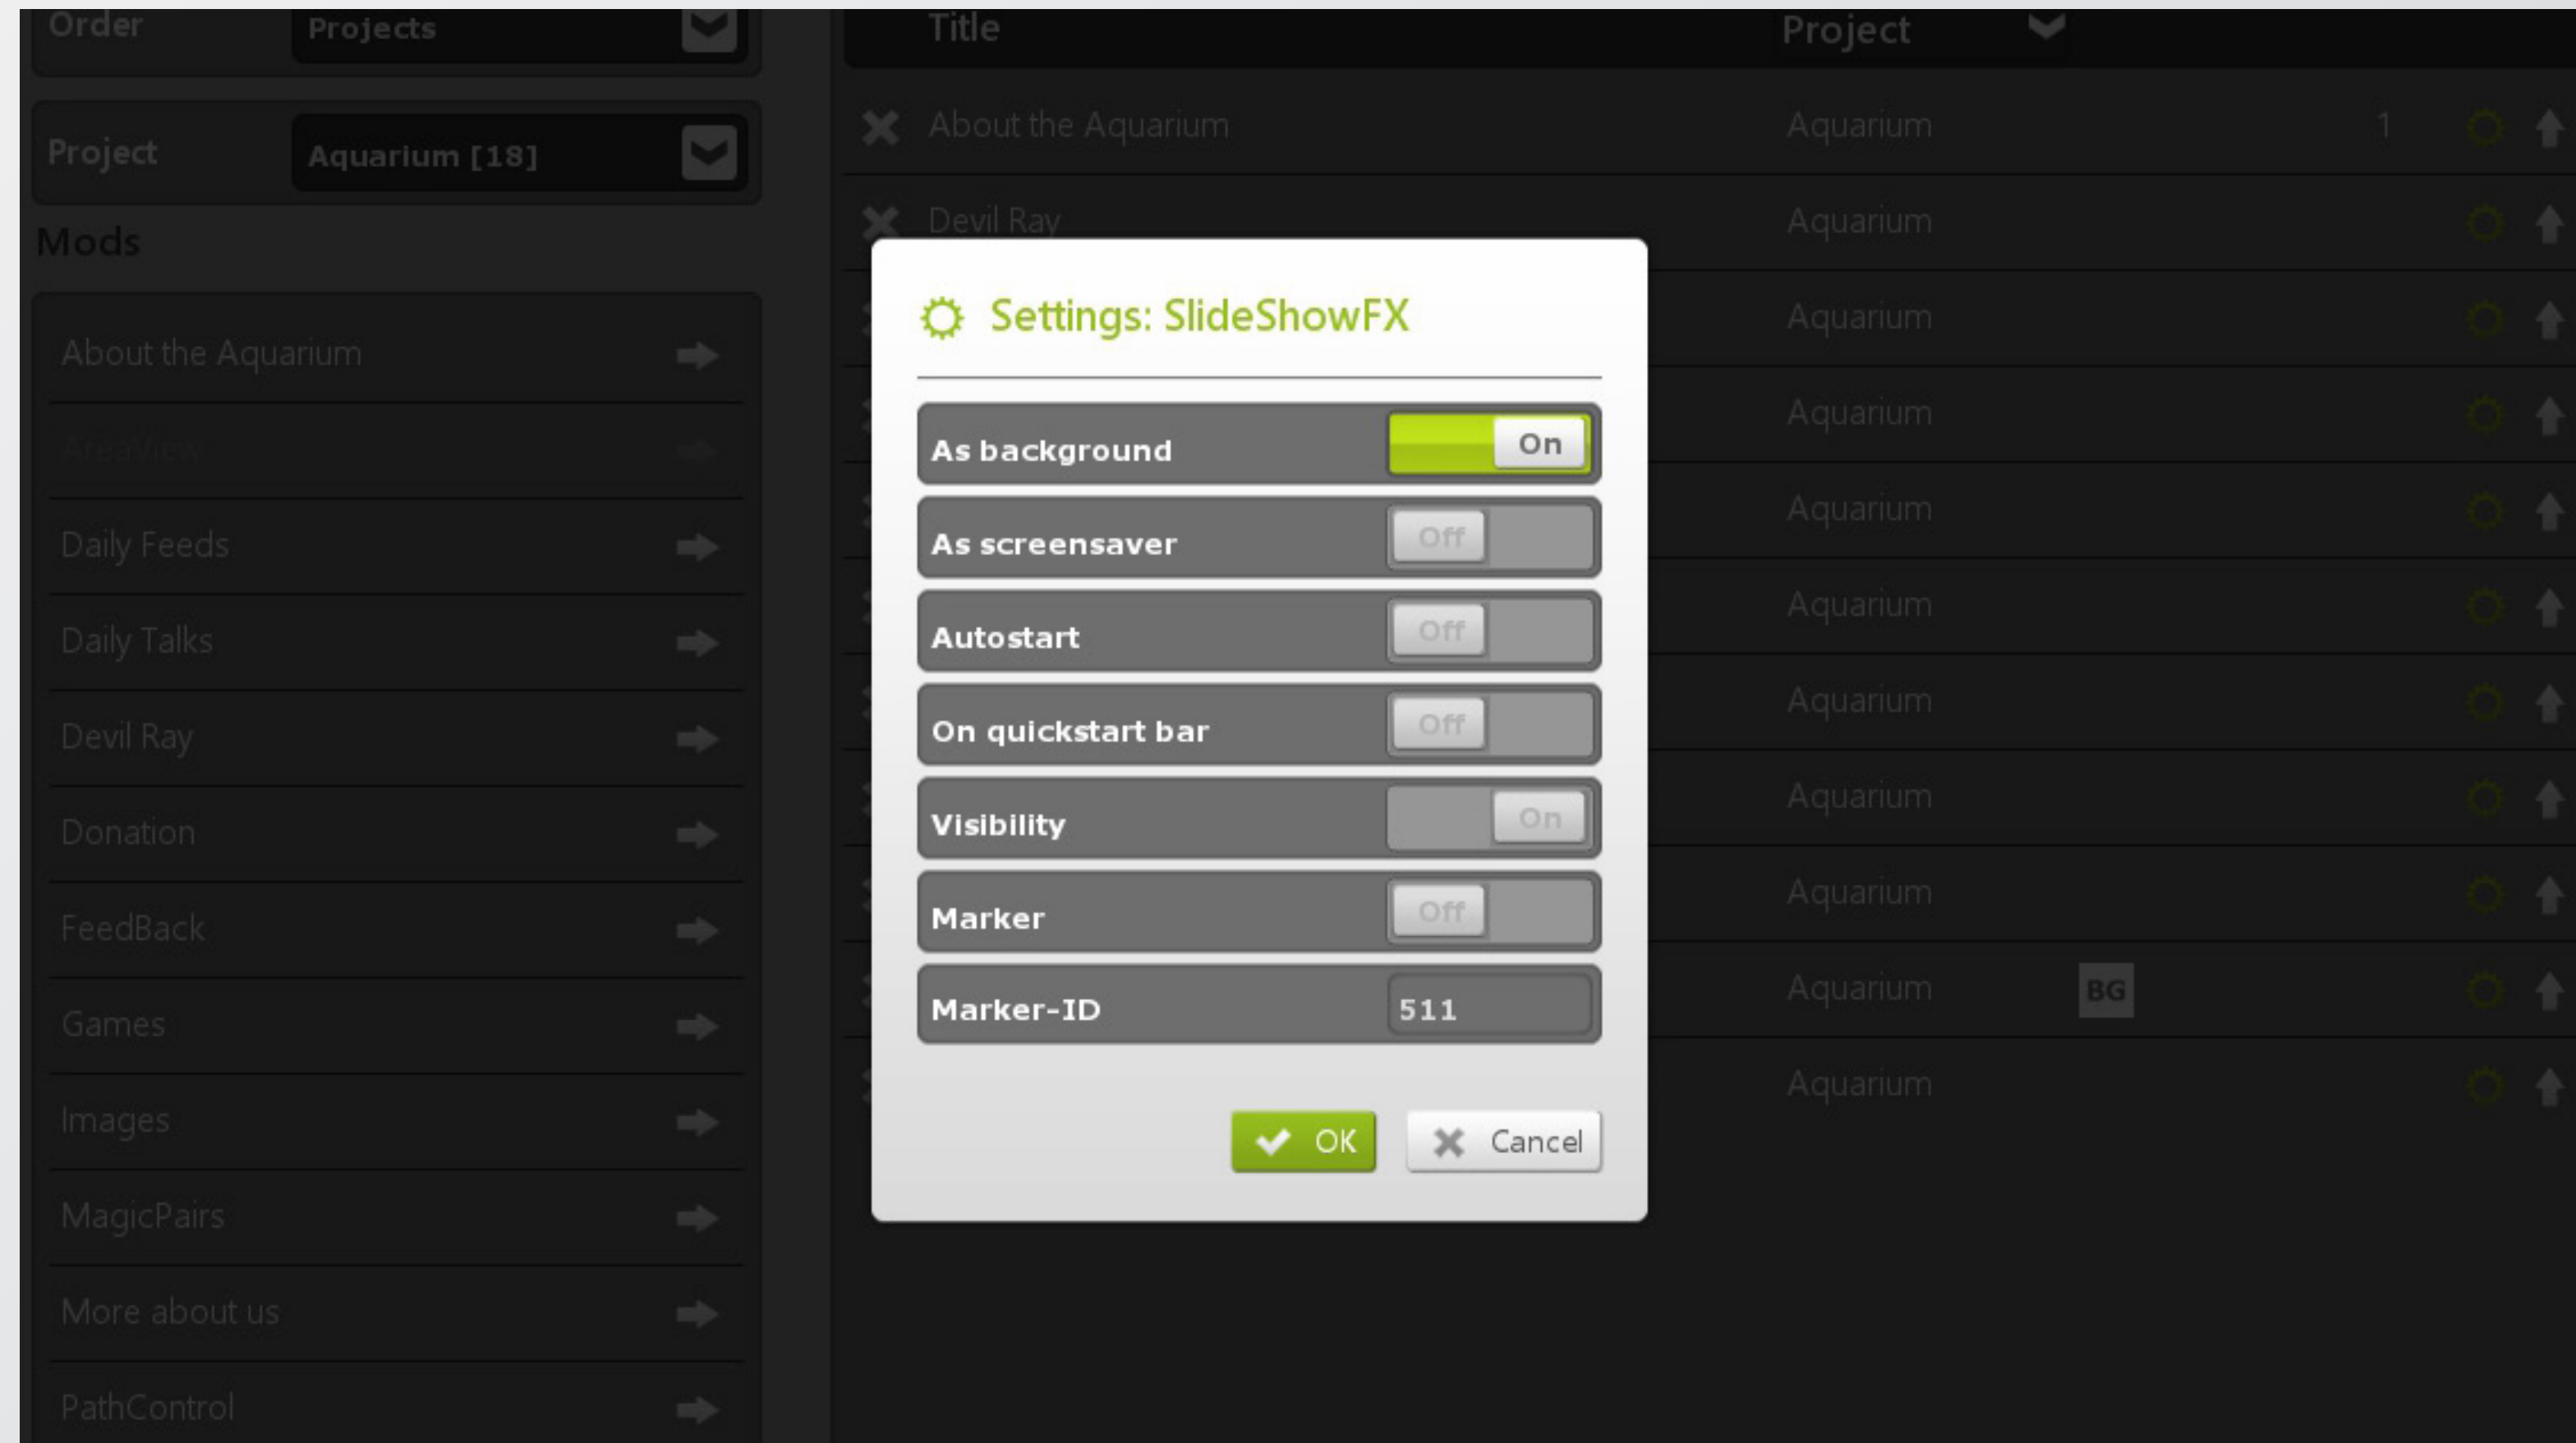 Order
Projects
Project
Aquarium [18]
Mods
About the Aquarium
AreaView
Daily Feeds
Daily Talks
Devil Ray
Donation
FeedBack
Games
Images
MagicPairs
More about us
PathControl
Title Project
About the Aquarium Aquarium 1
Devil Ray Aquarium
Aquarium
Aquarium
Aquarium
Aquarium
Aquarium
Aquarium
Aquarium
Aquarium BG
Aquarium
Settings: SlideShowFX
As background On
As screensaver Off
Autostart Off
On quickstart bar Off
Visibility On
Marker Off
Marker-ID 511
OK Cancel